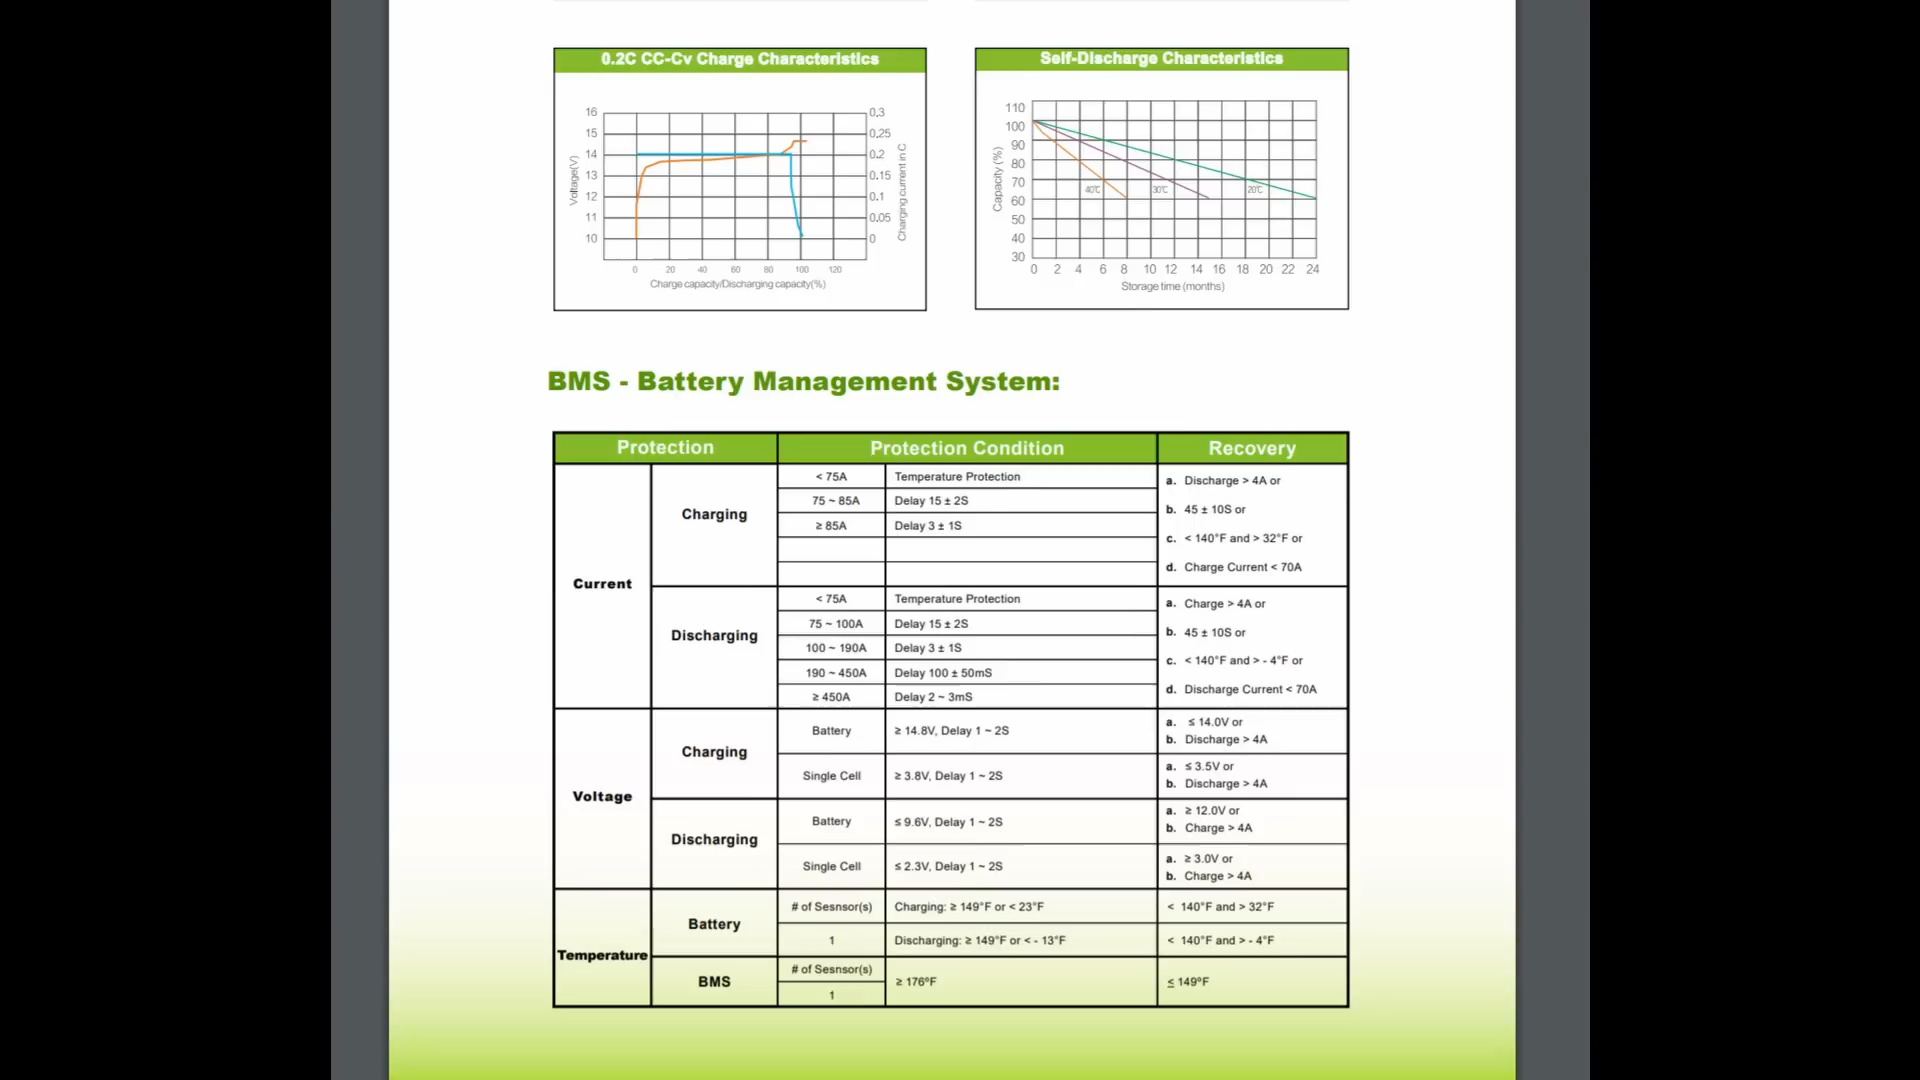 0.2C CC-Cv Charge Characteristics
16
15
14
13
12
11
10
Voltage(V)
0.3
0.25
0.2
0.15
0.1
0.05
0
Charging current in C
0 20 40 60 80 100 120
Charge capacity/Discharging capacity(%)
Self-Discharge Characteristics
110
100
90
80
70
60
50
40
30
Capacity (%)
40℃ 30℃ 20℃
0 2 4 6 8 10 12 14 16 18 20 22 24
Storage time (months)
BMS - Battery Management System:
Protection Protection Condition Recovery
Current
Charging
< 75A Temperature Protection
75 ~ 85A Delay 15 ± 2S
≥ 85A Delay 3 ± 1S
a. Discharge > 4A or
b. 45 ± 10S or
c. < 140°F and > 32°F or
d. Charge Current < 70A
Discharging
< 75A Temperature Protection
75 ~ 100A Delay 15 ± 2S
100 ~ 190A Delay 3 ± 1S
190 ~ 450A Delay 100 ± 50mS
≥ 450A Delay 2 ~ 3mS
a. Charge > 4A or
b. 45 ± 10S or
c. < 140°F and > - 4°F or
d. Discharge Current < 70A
Voltage
Charging
Battery ≥ 14.8V, Delay 1 ~ 2S
a. ≤ 14.0V or
b. Discharge > 4A
Single Cell ≥ 3.8V, Delay 1 ~ 2S
a. ≤ 3.5V or
b. Discharge > 4A
Discharging
Battery ≤ 9.6V, Delay 1 ~ 2S
a. ≥ 12.0V or
b. Charge > 4A
Single Cell ≤ 2.3V, Delay 1 ~ 2S
a. ≥ 3.0V or
b. Charge > 4A
Temperature
Battery
# of Sesnsor(s) Charging: ≥ 149°F or < 23°F < 140°F and > 32°F
1 Discharging: ≥ 149°F or < - 13°F < 140°F and > - 4°F
BMS
# of Sesnsor(s)
1
≥ 176°F
≤ 149°F